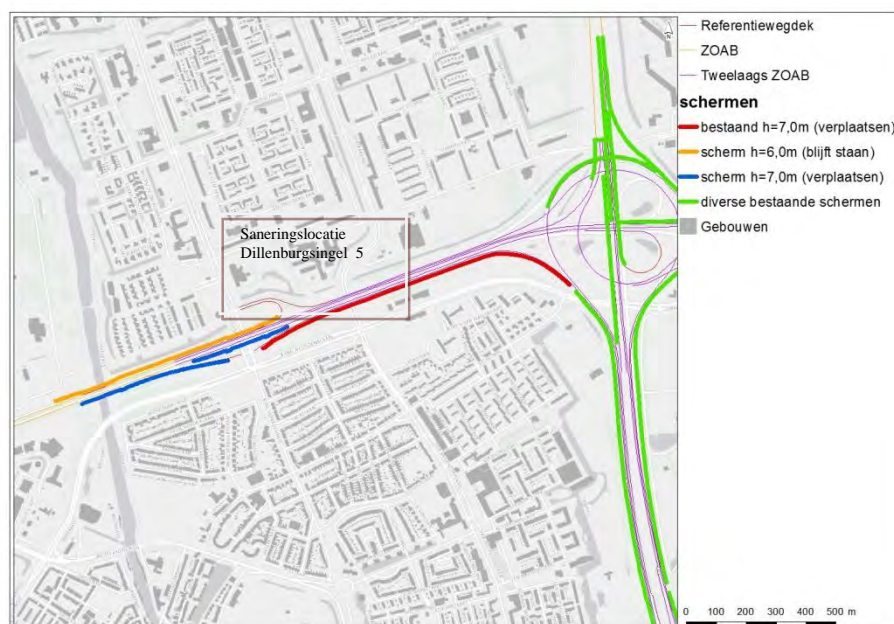 Saneringslocatie
Dillenburgsingel 5
Referentiewegdek
ZOAB
Tweelaags ZOAB
schermen
bestaand h=7,0m (verplaatsen)
scherm h=6,0m (blijft staan)
scherm h=7,0m (verplaatsen)
diverse bestaande schermen
Gebouwen
0 100 200 300 400 500 m